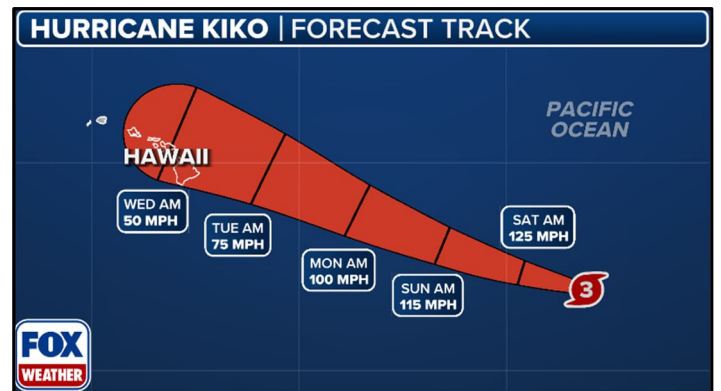 HURRICANE KIKO | FORECAST TRACK
PACIFIC
OCEAN
HAWAII
WED AM
50 MPH
TUE AM
75 MPH
MON AM
100 MPH
SUN AM
115 MPH
SAT AM
125 MPH
3
FOX
WEATHER